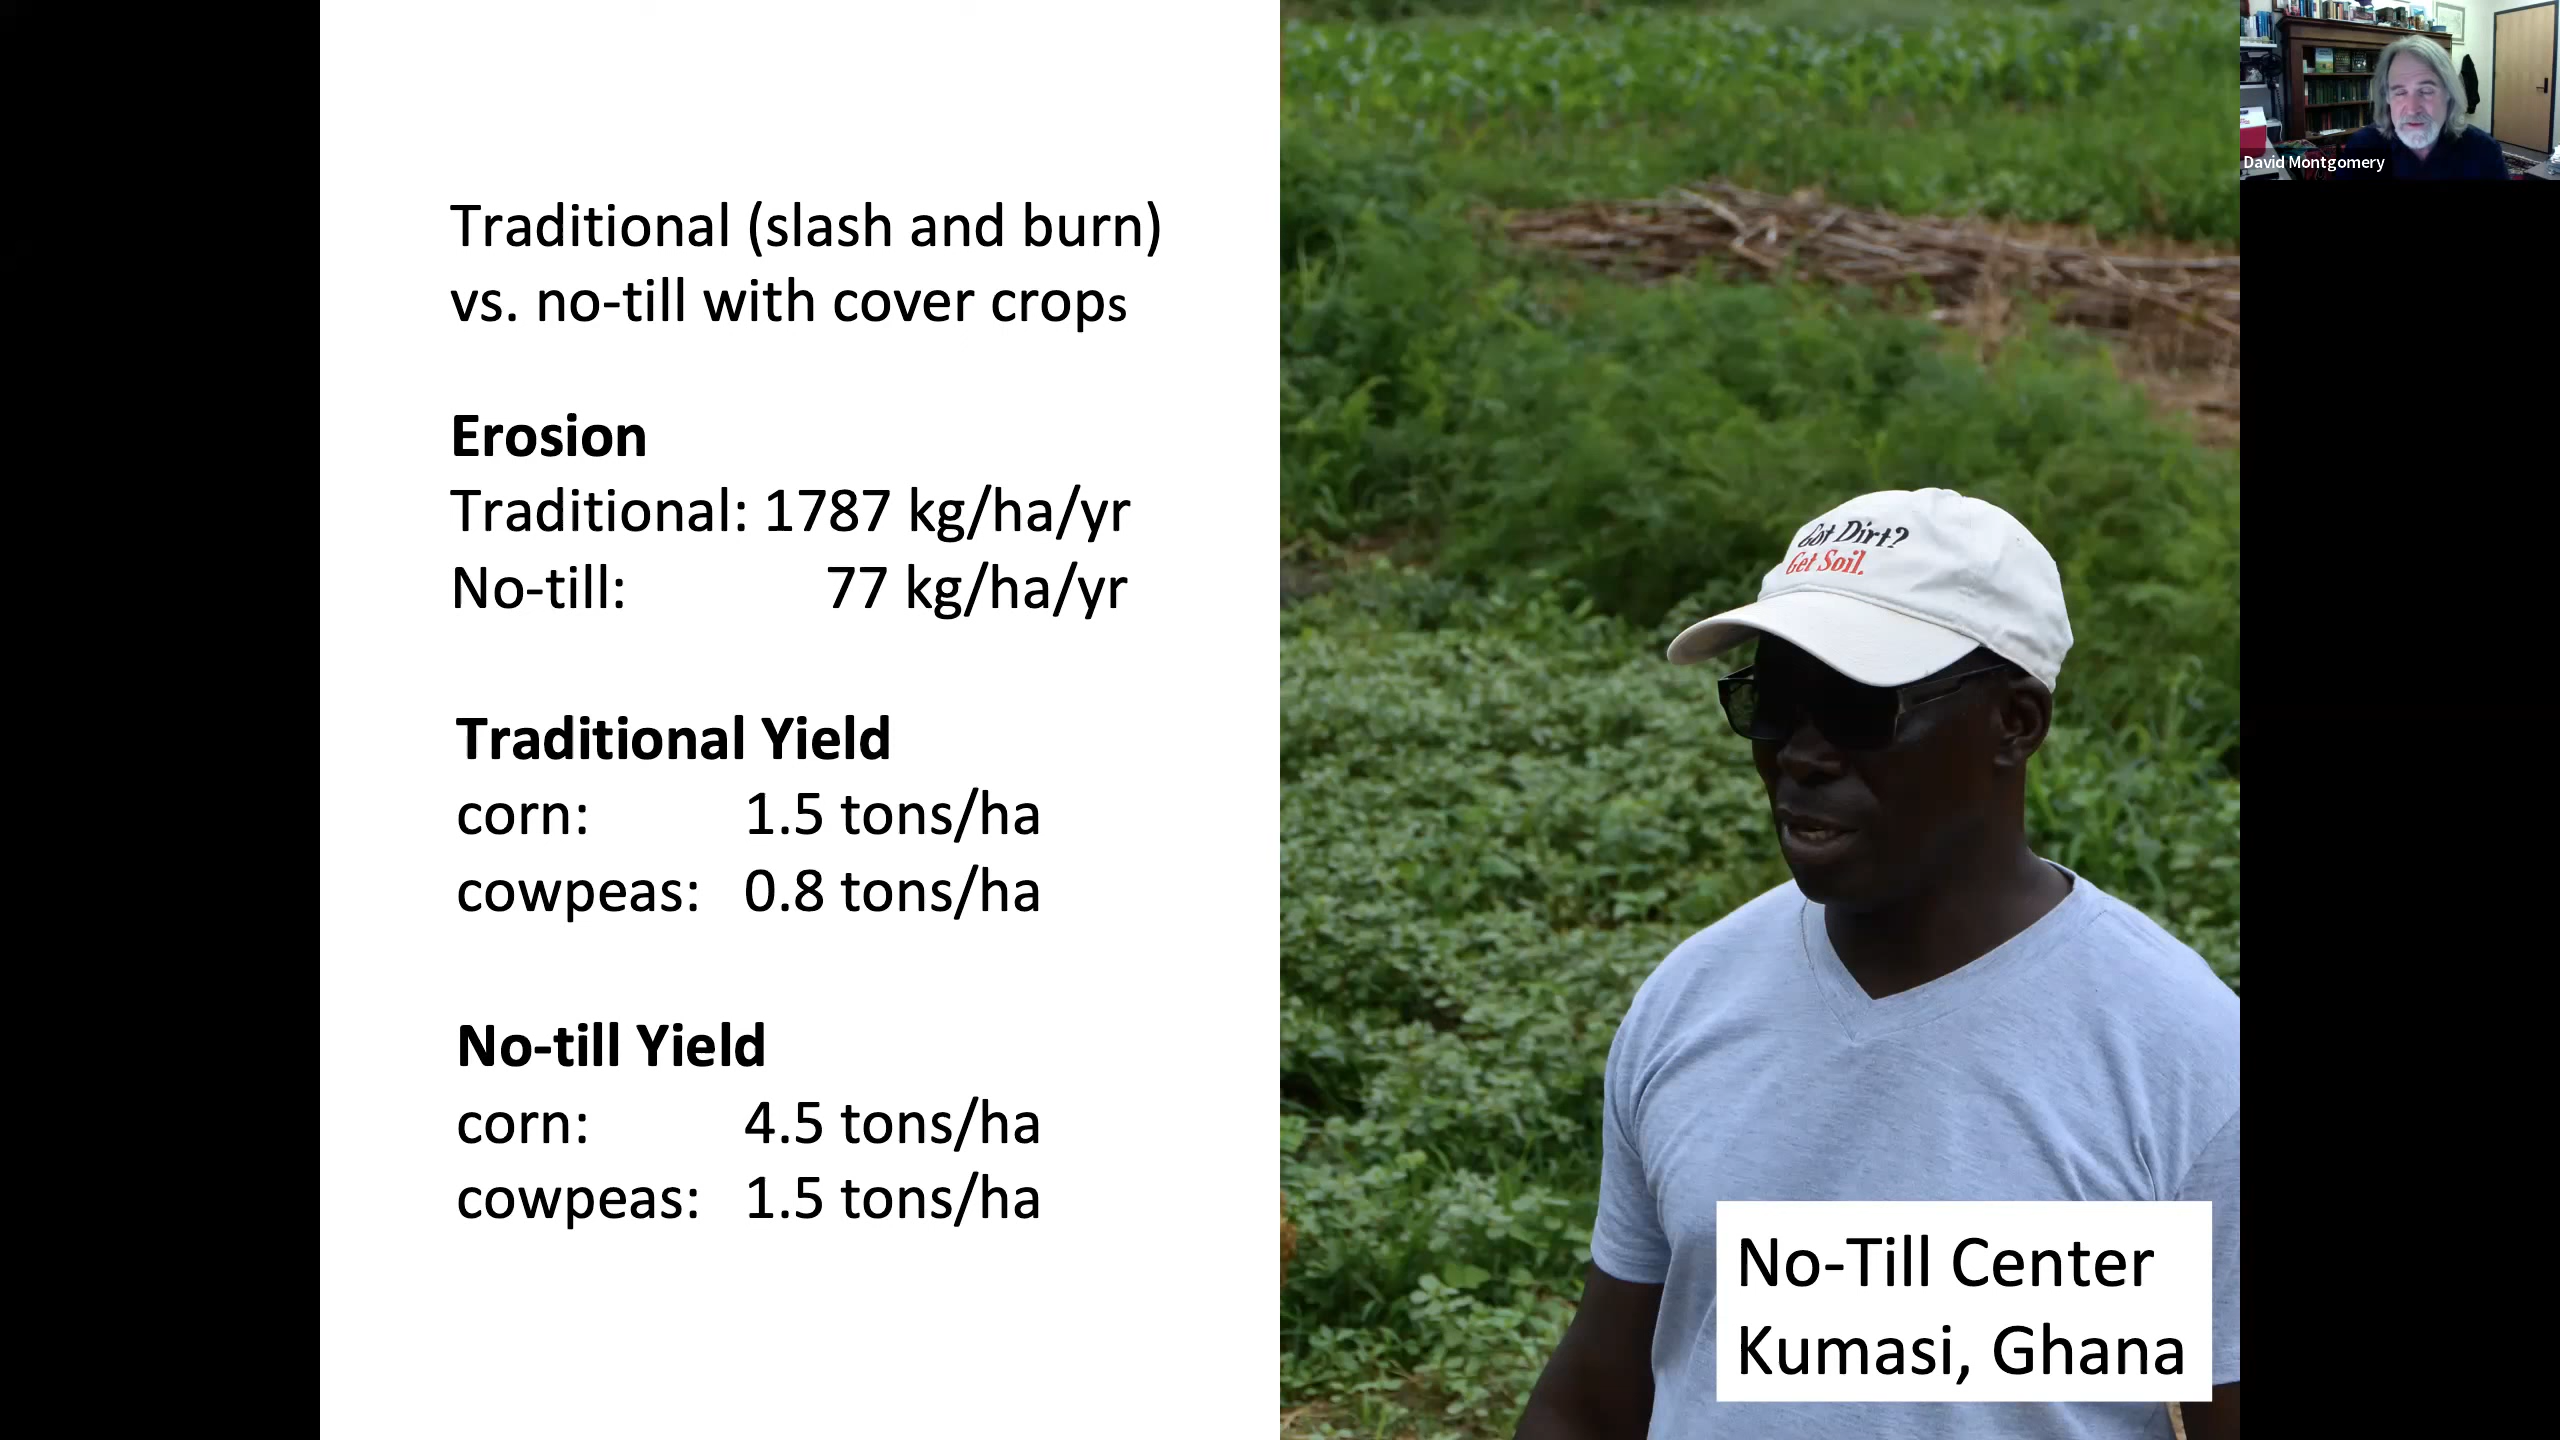 Traditional (slash and burn)
vs. no-till with cover crops
Erosion
Traditional: 1787 kg/ha/yr
No-till: 77 kg/ha/yr
Traditional Yield
corn: 1.5 tons/ha
cowpeas: 0.8 tons/ha
No-till Yield
corn: 4.5 tons/ha
cowpeas: 1.5 tons/ha
Got Dirt?
Get Soil.
No-Till Center
Kumasi, Ghana
David Montgomery